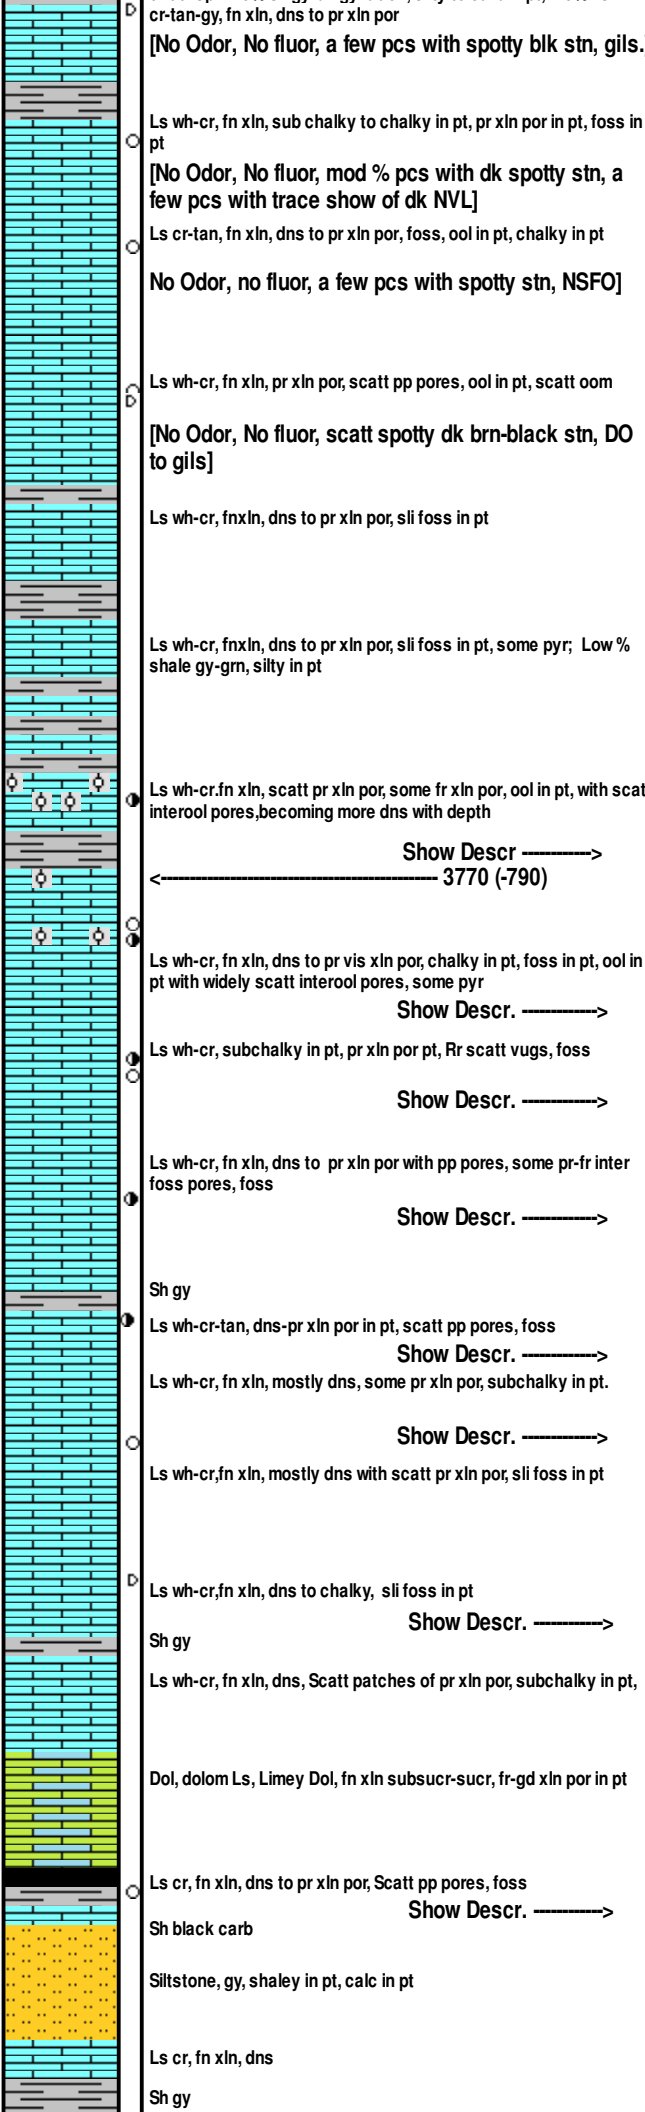 cr-tan-gy, fn xln, dns to pr xln por
[No Odor, No fluor, a few pcs with spotty blk stn, gils.
Ls wh-cr, fn xln, sub chalky to chalky in pt, pr xln por in pt, foss in
pt
[No Odor, No fluor, mod % pcs with dk spotty stn, a
few pcs with trace show of dk NVL]
Ls cr-tan, fn xln, dns to pr xln por, foss, ool in pt, chalky in pt
No Odor, no fluor, a few pcs with spotty stn, NSFO]
Ls wh-cr, fn xln, pr xln por, scatt pp pores, ool in pt, scatt oom
[No Odor, No fluor, scatt spotty dk brn-black stn, DO
to gils]
Ls wh-cr, fnxln, dns to pr xln por, sli foss in pt
Ls wh-cr, fnxln, dns to pr xln por, sli foss in pt, some pyr; Low %
shale gy-grn, silty in pt
Ls wh-cr.fn xln, scatt pr xln por, some fr xln por, ool in pt, with scat
interool pores,becoming more dns with depth
Show Descr ------------>
<------------------------------------------------ 3770 (-790)
Ls wh-cr, fn xln, dns to pr vis xln por, chalky in pt, foss in pt, ool in
pt with widely scatt interool pores, some pyr
Show Descr. ------------->
Ls wh-cr, subchalky in pt, pr xln por pt, Rr scatt vugs, foss
Show Descr. ------------->
Ls wh-cr, fn xln, dns to pr xln por with pp pores, some pr-fr inter
foss pores, foss
Show Descr. ------------->
Sh gy
Ls wh-cr-tan, dns-pr xln por in pt, scatt pp pores, foss
Show Descr. ------------->
Ls wh-cr, fn xln, mostly dns, some pr xln por, subchalky in pt.
Show Descr. ------------->
Ls wh-cr,fn xln, mostly dns with scatt pr xln por, sli foss in pt
Ls wh-cr,fn xln, dns to chalky, sli foss in pt
Show Descr. ------------->
Sh gy
Ls wh-cr, fn xln, dns, Scatt patches of pr xln por, subchalky in pt,
Dol, dolom Ls, Limey Dol, fn xln subsucr-sucr, fr-gd xln por in pt
Ls cr, fn xln, dns to pr xln por, Scatt pp pores, foss
Show Descr. ------------->
Sh black carb
Siltstone, gy, shaley in pt, calc in pt
Ls cr, fn xln, dns
Sh gy